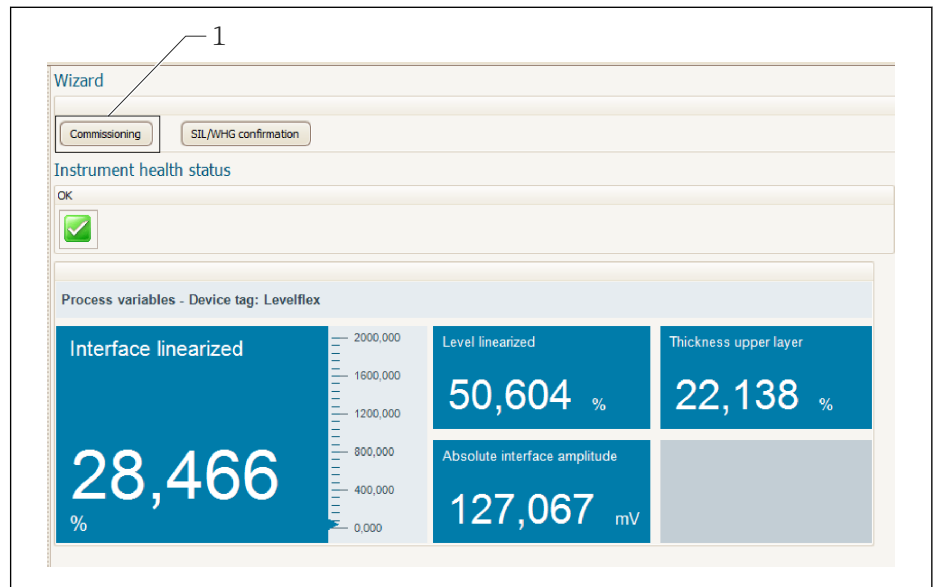 1
Wizard
Commissioning SIL/WHG confirmation
Instrument health status
OK
Process variables - Device tag: Levelflex
Interface linearized
28,466
%
2000,000
1600,000
1200,000
800,000
400,000
0,000
Level linearized
50,604 %
Thickness upper layer
22,138 %
Absolute interface amplitude
127,067 mV